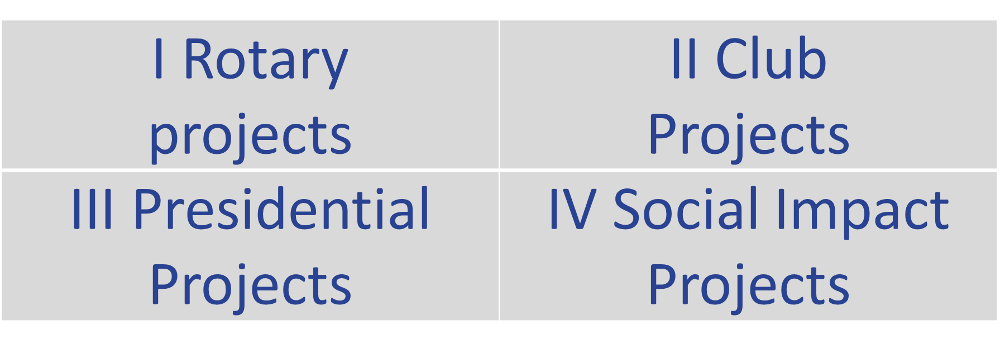 I Rotary
projects
II Club
Projects
III Presidential
Projects
IV Social Impact
Projects